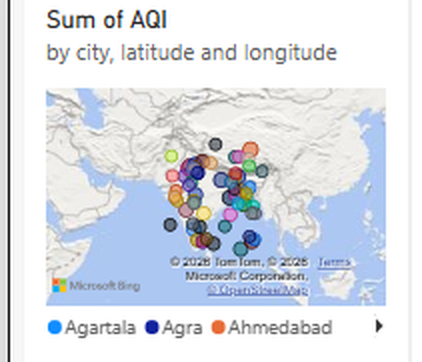 Sum of AQI
by city, latitude and longitude
© 2026 TomTom, © 2026
Microsoft Corporation,
© OpenStreetMap
Terms
Microsoft Bing
Agartala Agra Ahmedabad